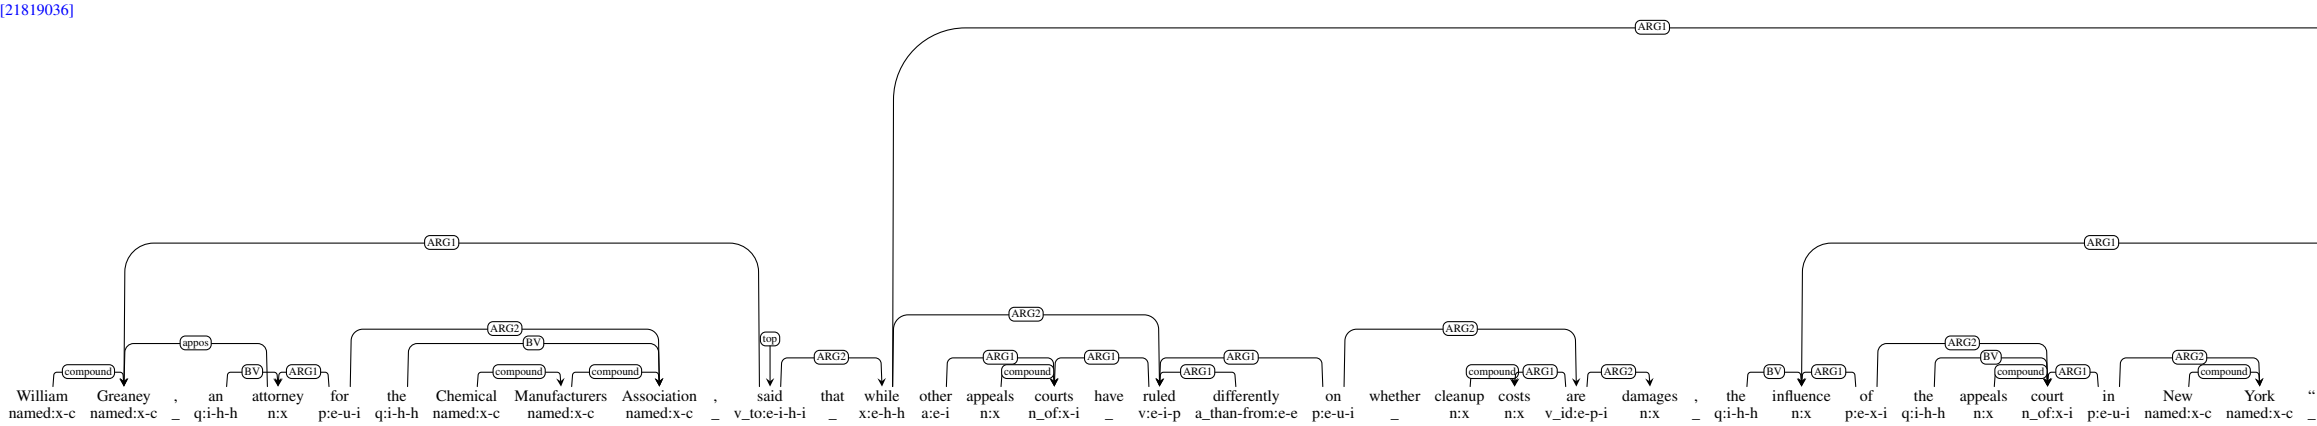 [21819036]
ARG1
ARG1 ARG1
ARG2 ARG2 ARG2 ARG2
appos BV top ARG2 ARG1 ARG1 ARG1 BV ARG2
compound BV ARG1 compound compound compound ARG1 compound ARG1 ARG2 BV ARG1 compound ARG1 compound
William Greaney , an attorney for the Chemical Manufacturers Association , said that while other appeals courts have ruled differently on whether cleanup costs are damages , the influence of the appeals court in New York “
named:x-c named:x-c _ q:i-h-h n:x p:e-u-i q:i-h-h named:x-c named:x-c named:x-c _ v_to:e-i-h-i _ x:e-h-h a:e-i n:x n_of:x-i _ v:e-i-p a_than-from:e-e p:e-u-i _ n:x n:x v_id:e-p-i n:x _ q:i-h-h n:x p:e-x-i q:i-h-h n:x n_of:x-i p:e-u-i named:x-c named:x-c _